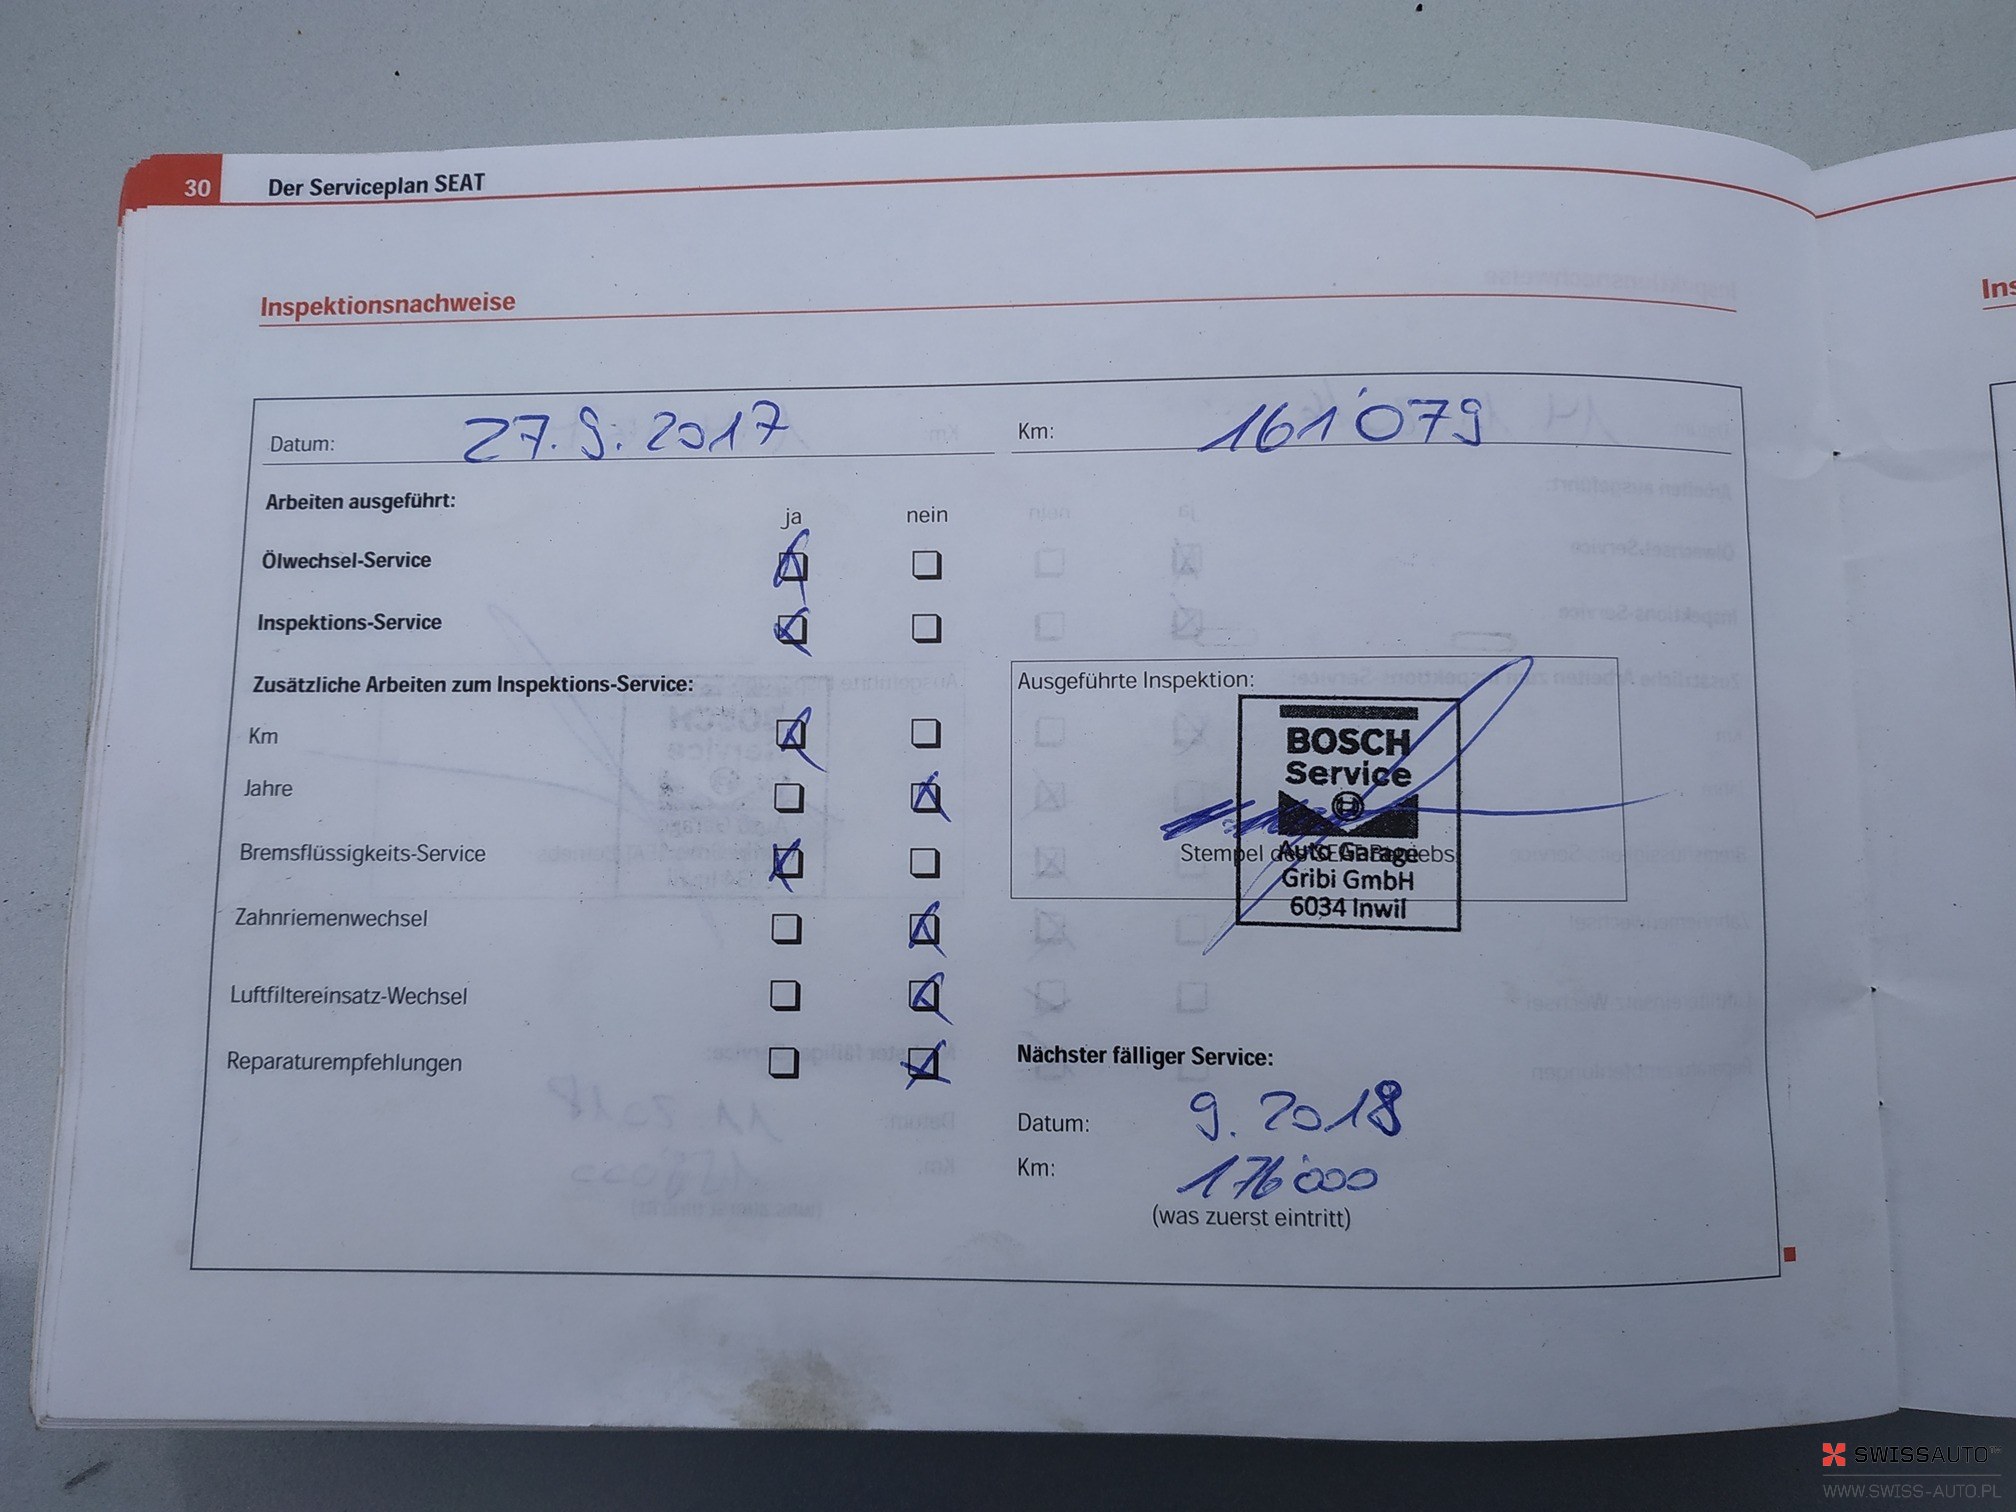 30 Der Serviceplan SEAT
Inspektionsnachweise
Ins
Datum: 27.9.2017 Km: 161'079
Arbeiten ausgeführt:
ja nein
Ölwechsel-Service
Inspektions-Service
Zusätzliche Arbeiten zum Inspektions-Service:
Km
Jahre
Bremsflüssigkeits-Service
Zahnriemenwechsel
Luftfiltereinsatz-Wechsel
Reparaturempfehlungen
Ausgeführte Inspektion:
BOSCH
Service
Auto Garage
Stempel des SEAT-Betriebs
Gribi GmbH
6034 Inwil
Nächster fälliger Service:
Datum: 9.2018
Km: 176'000
(was zuerst eintritt)
SWISSAUTO
WWW.SWISS-AUTO.PL